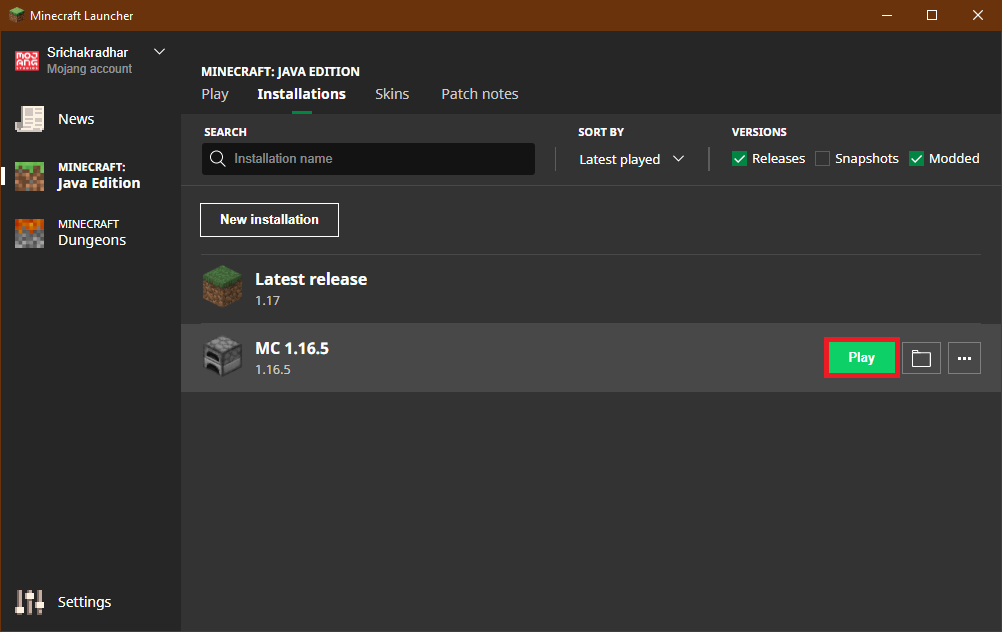 Minecraft Launcher
MOJANG STUDIOS
Srichakradhar
Mojang account
News
MINECRAFT:
Java Edition
MINECRAFT
Dungeons
Settings
MINECRAFT: JAVA EDITION
Play Installations Skins Patch notes
SEARCH SORT BY VERSIONS
Installation name Latest played Releases Snapshots Modded
New installation
Latest release
1.17
MC 1.16.5
1.16.5
Play
...